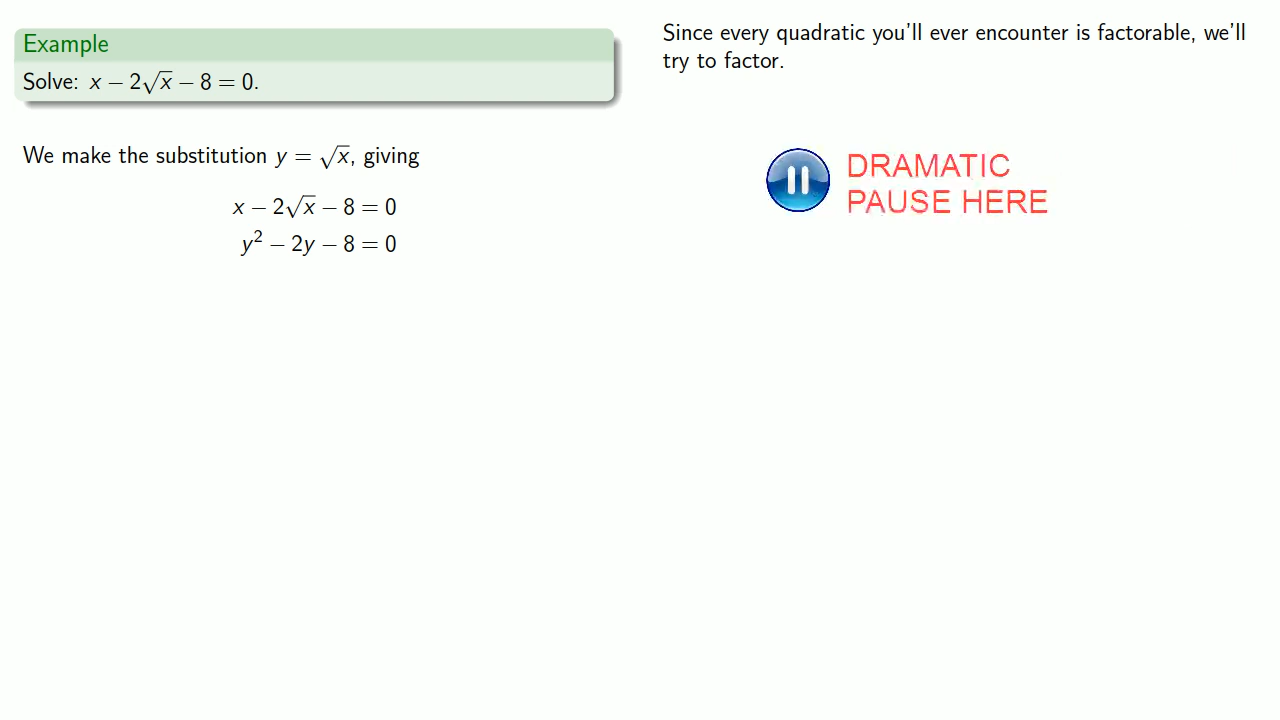 Example
Solve: x − 2√x − 8 = 0.
We make the substitution y = √x, giving
x − 2√x − 8 = 0
y² − 2y − 8 = 0
Since every quadratic you'll ever encounter is factorable, we'll
try to factor.
DRAMATIC
PAUSE HERE